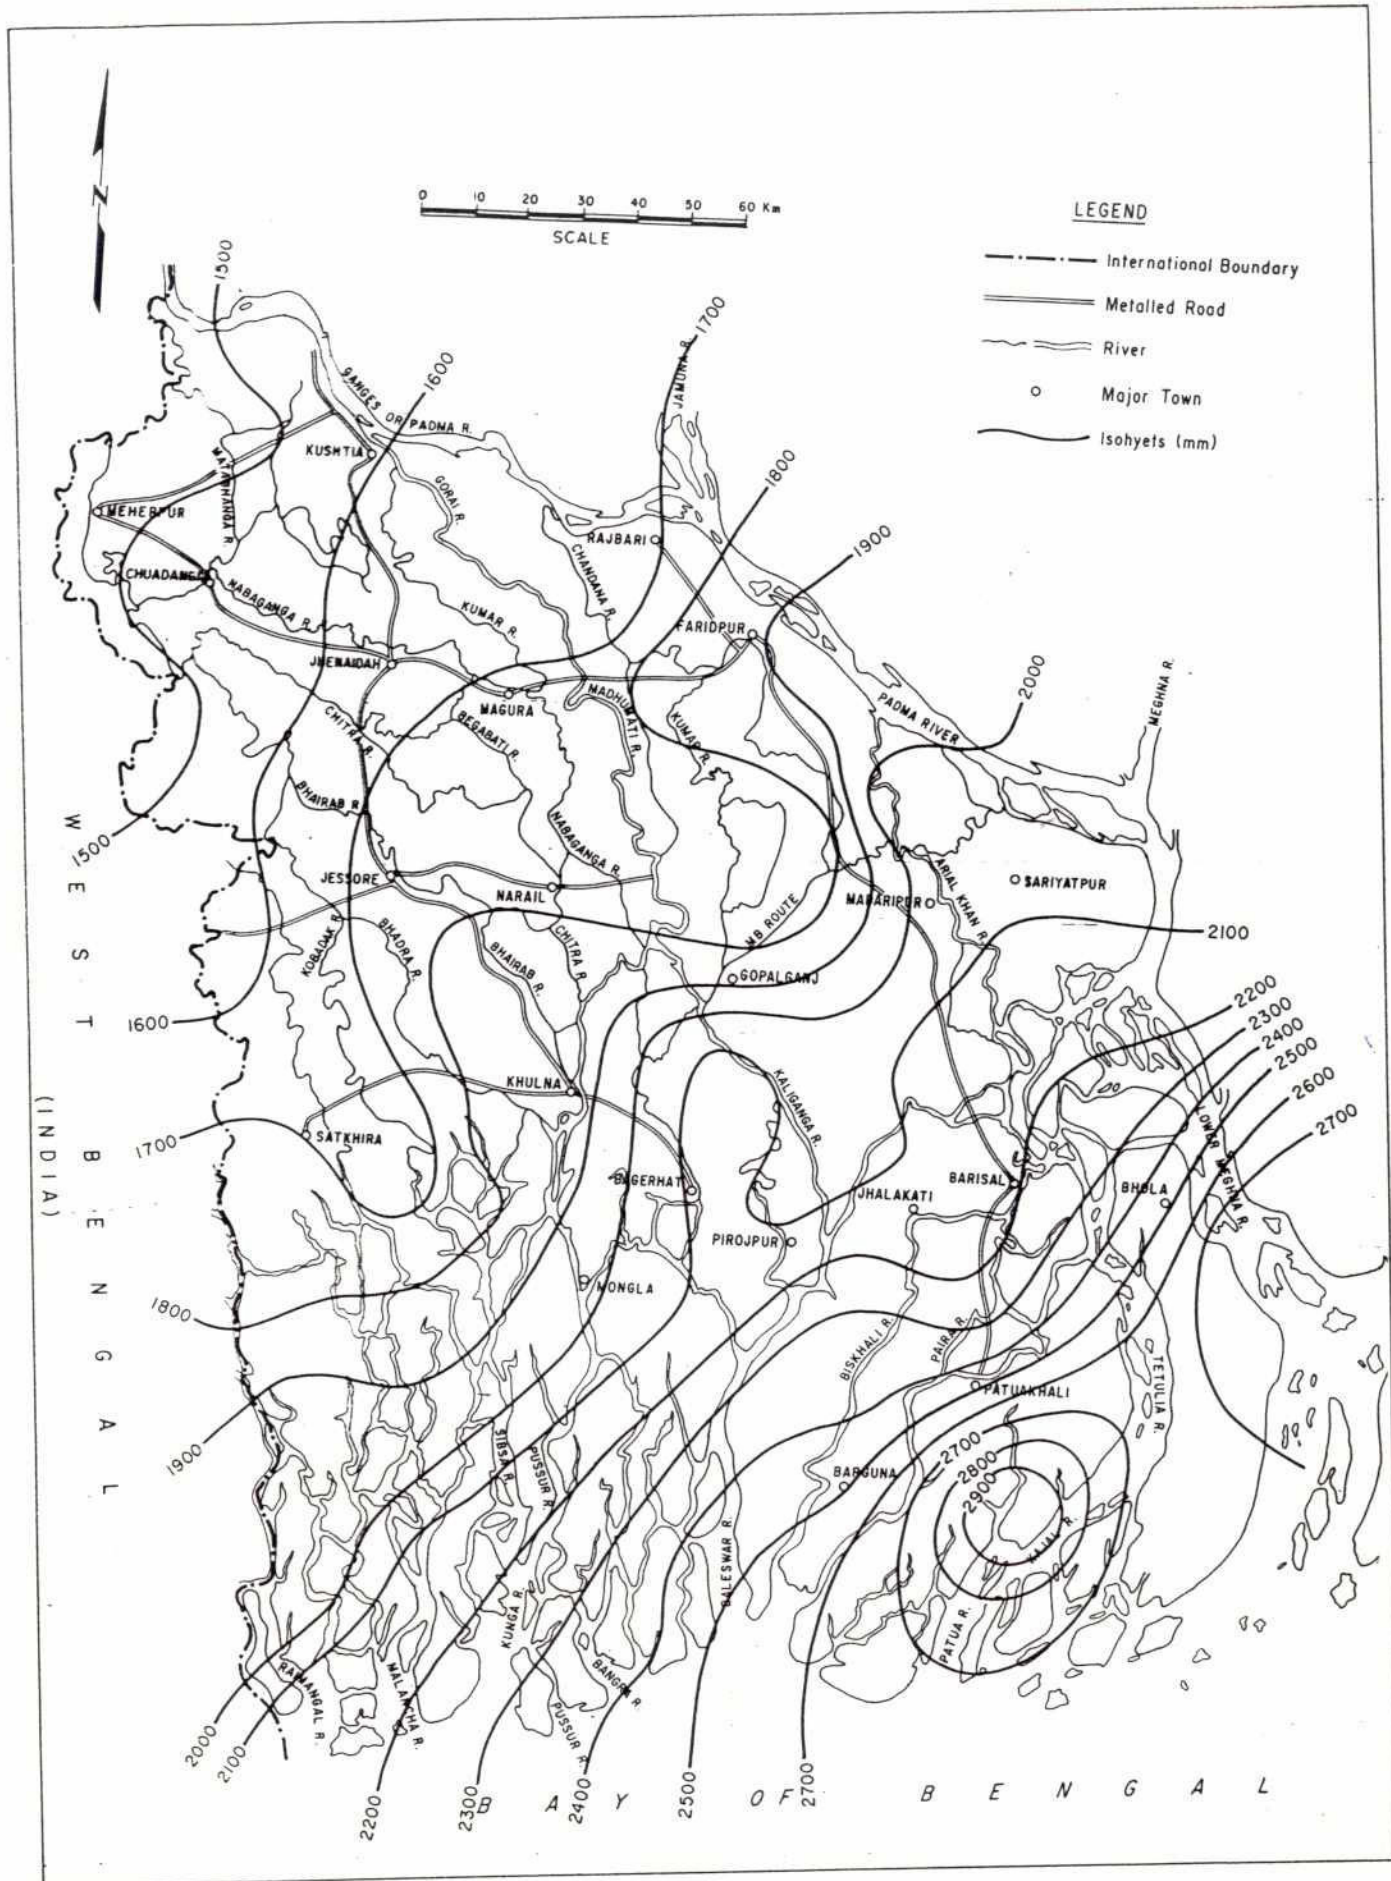 0 10 20 30 40 50 60 Km
SCALE
LEGEND
International Boundary
Metalled Road
River
Major Town
Isohyets (mm)
N
1500
1600
1700
JAMUNA R.
GANGES OR PADMA R.
1800
KUSHTIA
MATABHANGA R.
GORAI R.
MEHERPUR
RAJBARI
1900
CHANDANA R.
CHUADANGA
NABAGANGA R.
KUMAR R.
FARIDPUR
JHENAIDAH
2000
MEGHNA R.
MAGURA
MADHUMATI R.
PADMA RIVER
CHITRA R.
BEGABATI R.
KUMAR R.
BHAIRAB R.
NABAGANGA R.
1500
JESSORE
NARAIL
ARIAL KHAN R.
SARIYATPUR
MADARIPUR
MB ROUTE
KOBADAK R.
BHADRA R.
BHAIRAB R.
CHITRA R.
2100
GOPALGANJ
2200
2300
2400
2500
2600
2700
1600
KHULNA
KALIGANGA R.
LOWER MEGHNA R.
1700
SATKHIRA
BAGERHAT
JHALAKATI
BARISAL
BHOLA
PIROJPUR
MONGLA
1800
BISKHALI R.
PAIRA R.
TETULIA R.
PATUAKHALI
1900
SIBSA R.
PUSSUR R.
BARGUNA
2700
2800
2900
KAJAL R.
BALESWAR R.
KUNGA R.
PATUA R.
RAIMANGAL R.
MALANCHA R.
BANGRA R.
PUSSUR R.
2000
2100
2200
2300
2400
2500
2700
WEST BENGAL
(INDIA)
BAY OF BENGAL